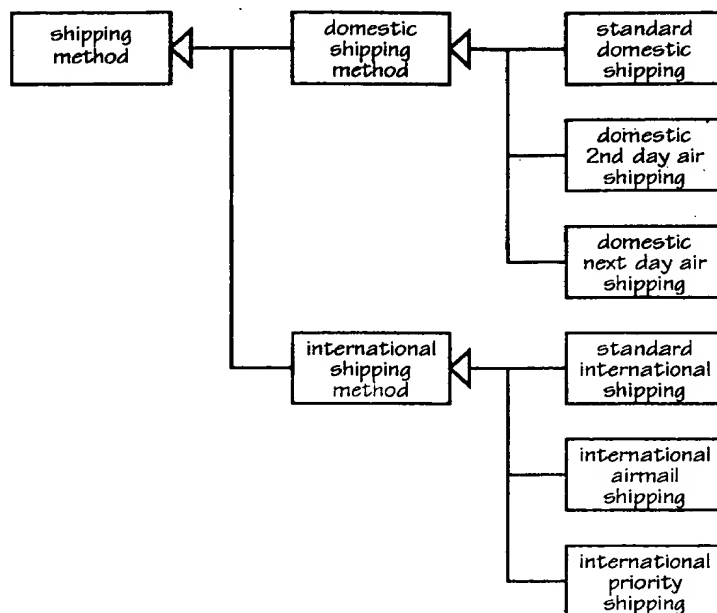 shipping
method
domestic
shipping
method
standard
domestic
shipping
domestic
2nd day air
shipping
domestic
next day air
shipping
international
shipping
method
standard
international
shipping
international
airmail
shipping
international
priority
shipping